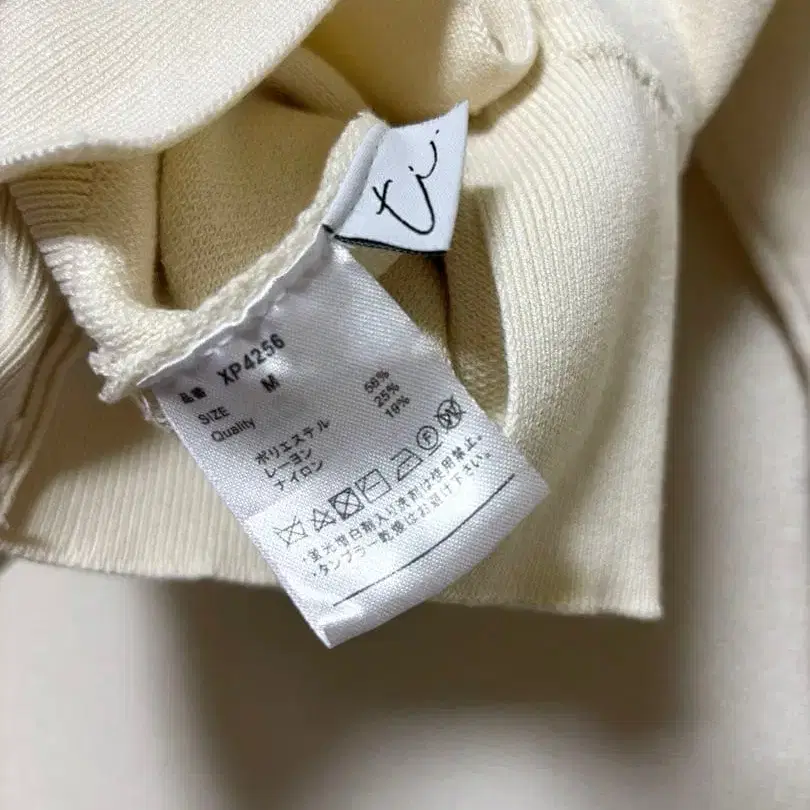 ti:
品番 XP4256
SIZE M
Quality
ポリエステル 56%
レーヨン 25%
ナイロン 19%
・蛍光増白剤入り洗剤は使用禁止
・タンブラー乾燥はお避け下さい。